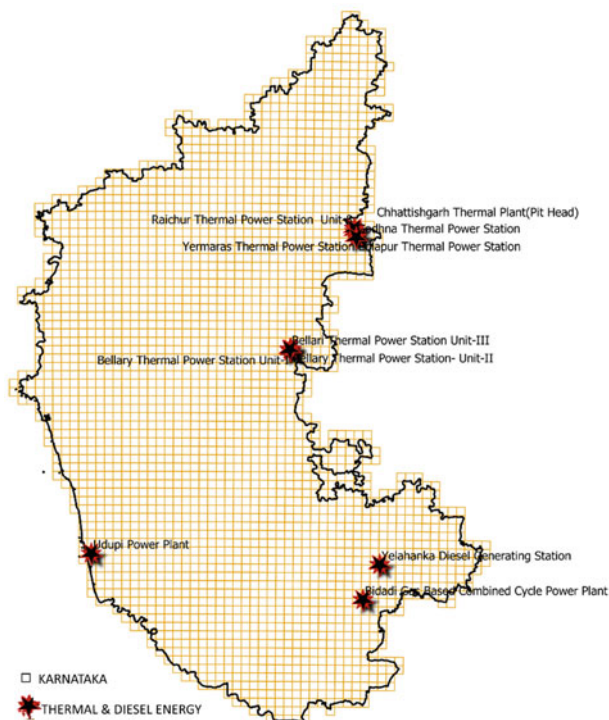 Chhattishgarh Thermal Plant(Pit Head)
Raichur Thermal Power Station Unit-
Thermal Power Station
Yermaras Thermal Power Station
Thermal Power Station
Bellari Thermal Power Station Unit-III
Bellary Thermal Power Station Unit-
Bellary Thermal Power Station- Unit-II
Udupi Power Plant
Yelahanka Diesel Generating Station
Bidadi Gas Based Combined Cycle Power Plant
KARNATAKA
THERMAL & DIESEL ENERGY